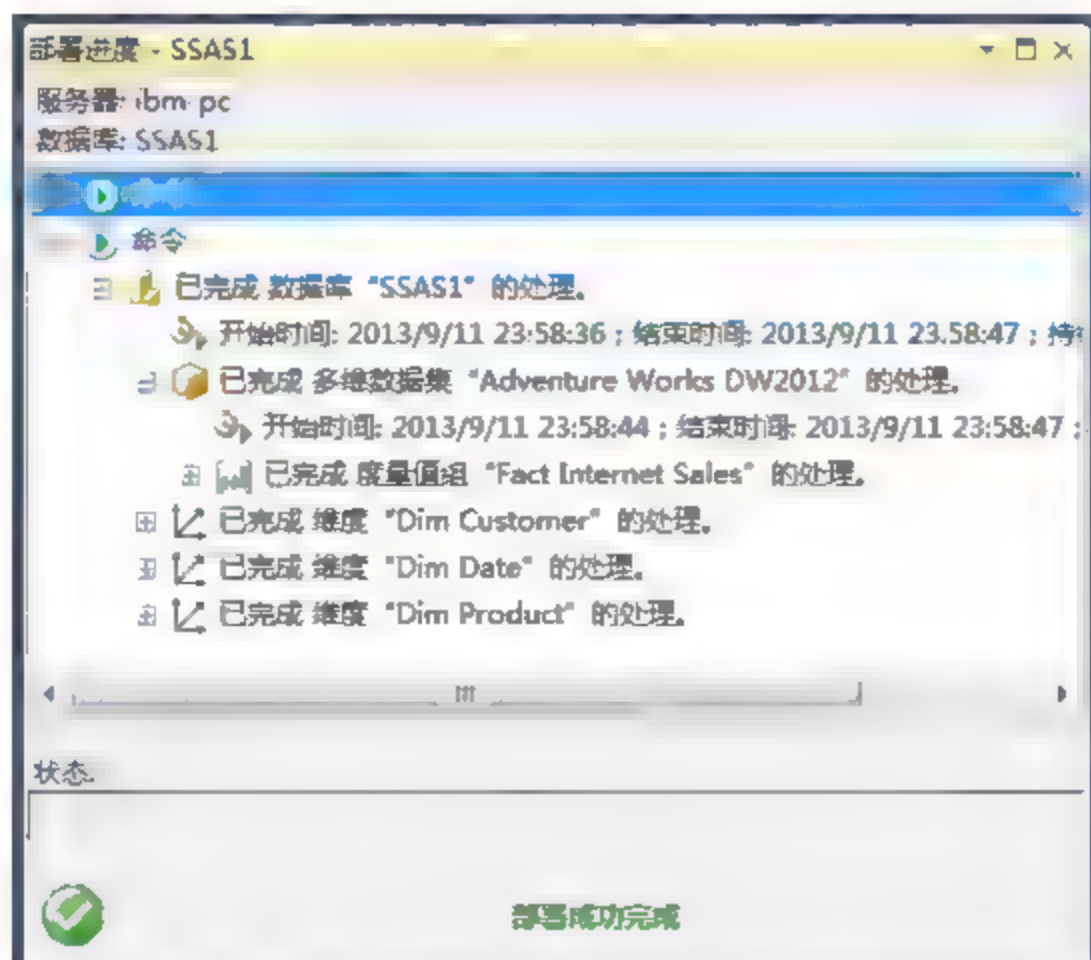 部署进度 - SSAS1
服务器: ibm-pc
数据库: SSAS1
命令
已完成 数据库 "SSAS1" 的处理。
开始时间: 2013/9/11 23:58:36；结束时间: 2013/9/11 23:58:47；持
已完成 多维数据集 "Adventure Works DW2012" 的处理。
开始时间: 2013/9/11 23:58:44；结束时间: 2013/9/11 23:58:47；
已完成 度量值组 "Fact Internet Sales" 的处理。
已完成 维度 "Dim Customer" 的处理。
已完成 维度 "Dim Date" 的处理。
已完成 维度 "Dim Product" 的处理。
状态:
部署成功完成